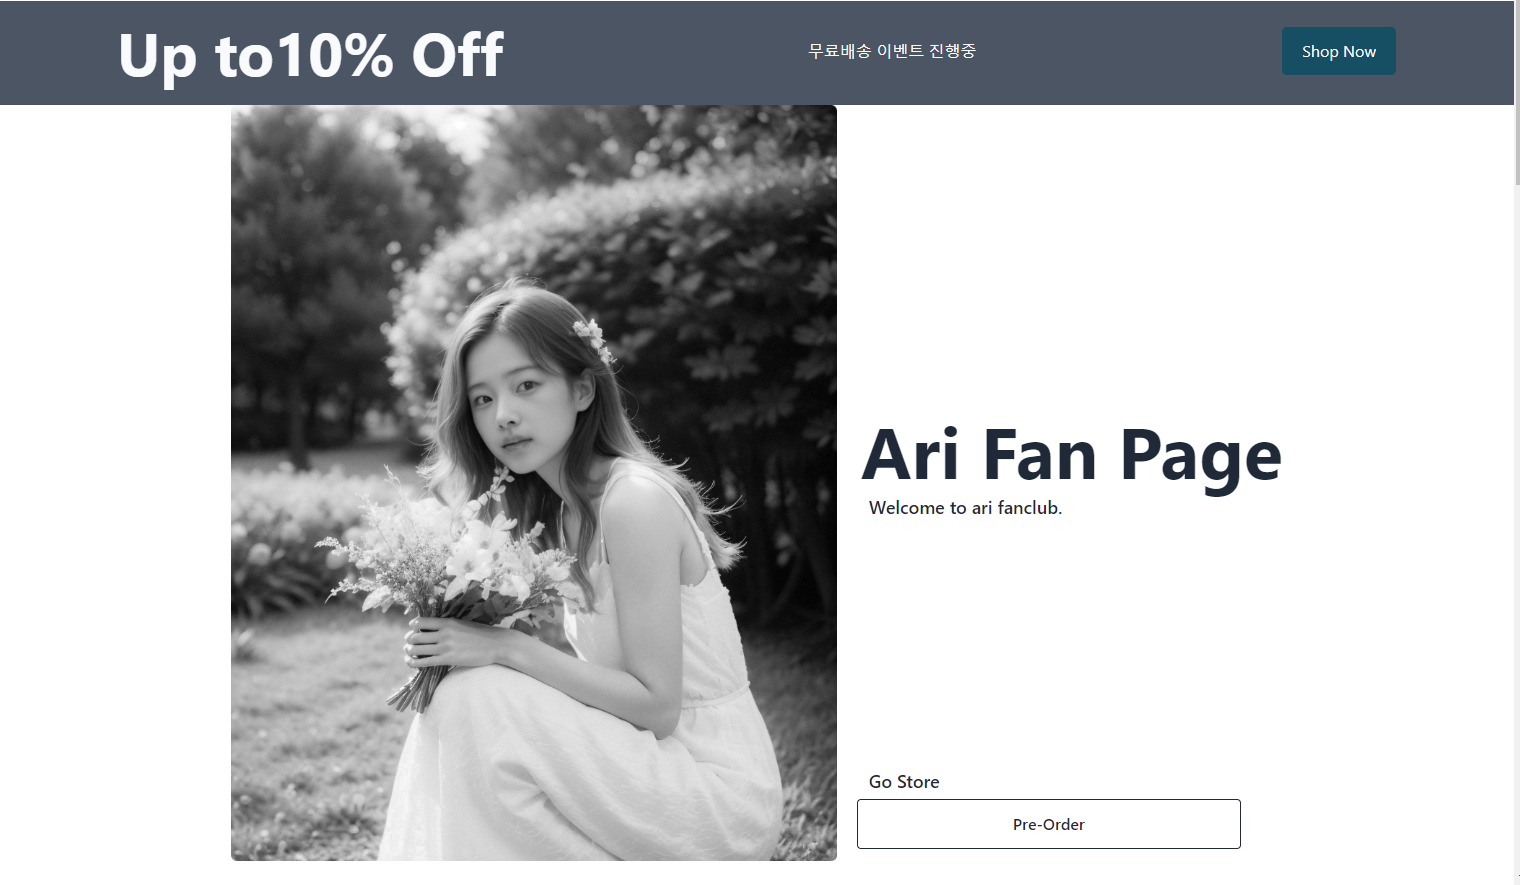 Up to10% Off
무료배송 이벤트 진행중
Shop Now
Ari Fan Page
Welcome to ari fanclub.
Go Store
Pre-Order